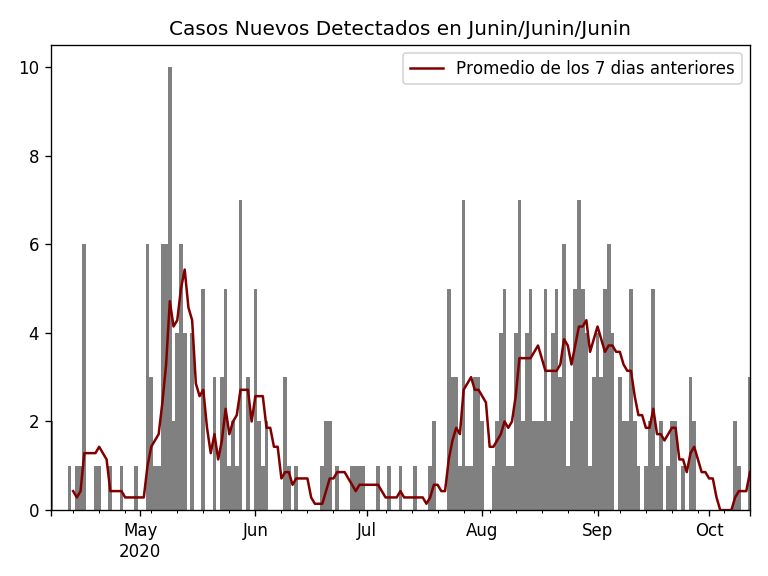 Casos Nuevos Detectados en Junin/Junin/Junin
Promedio de los 7 dias anteriores
10
8
6
4
2
0
May
2020
Jun
Jul
Aug
Sep
Oct